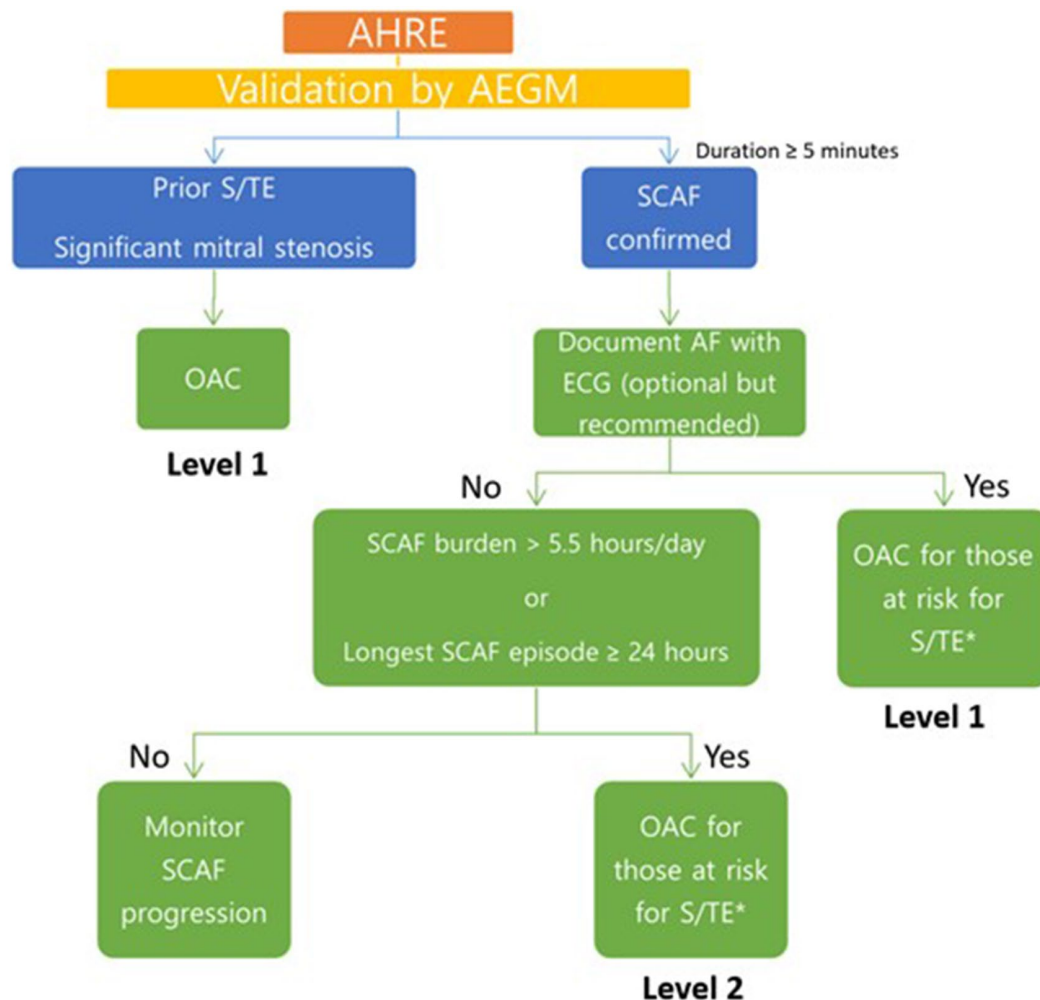 AHRE
Validation by AEGM
Duration ≥ 5 minutes
Prior S/TE
Significant mitral stenosis
SCAF
confirmed
OAC
Level 1
Document AF with
ECG (optional but
recommended)
No
Yes
SCAF burden > 5.5 hours/day
or
Longest SCAF episode ≥ 24 hours
OAC for those
at risk for
S/TE*
Level 1
No
Yes
Monitor
SCAF
progression
OAC for
those at risk
for S/TE*
Level 2